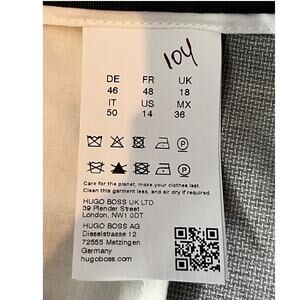 104
DE FR UK
46 48 18
IT US MX
50 14 36
Care for the planet, make your clothes last.
Clean this garment less, and air dry if required.
HUGO BOSS UK LTD
39 Plender Street
London, NW1 0DT
HUGO BOSS AG
Dieselstrasse 12
72555 Metzingen
Germany
hugoboss.com